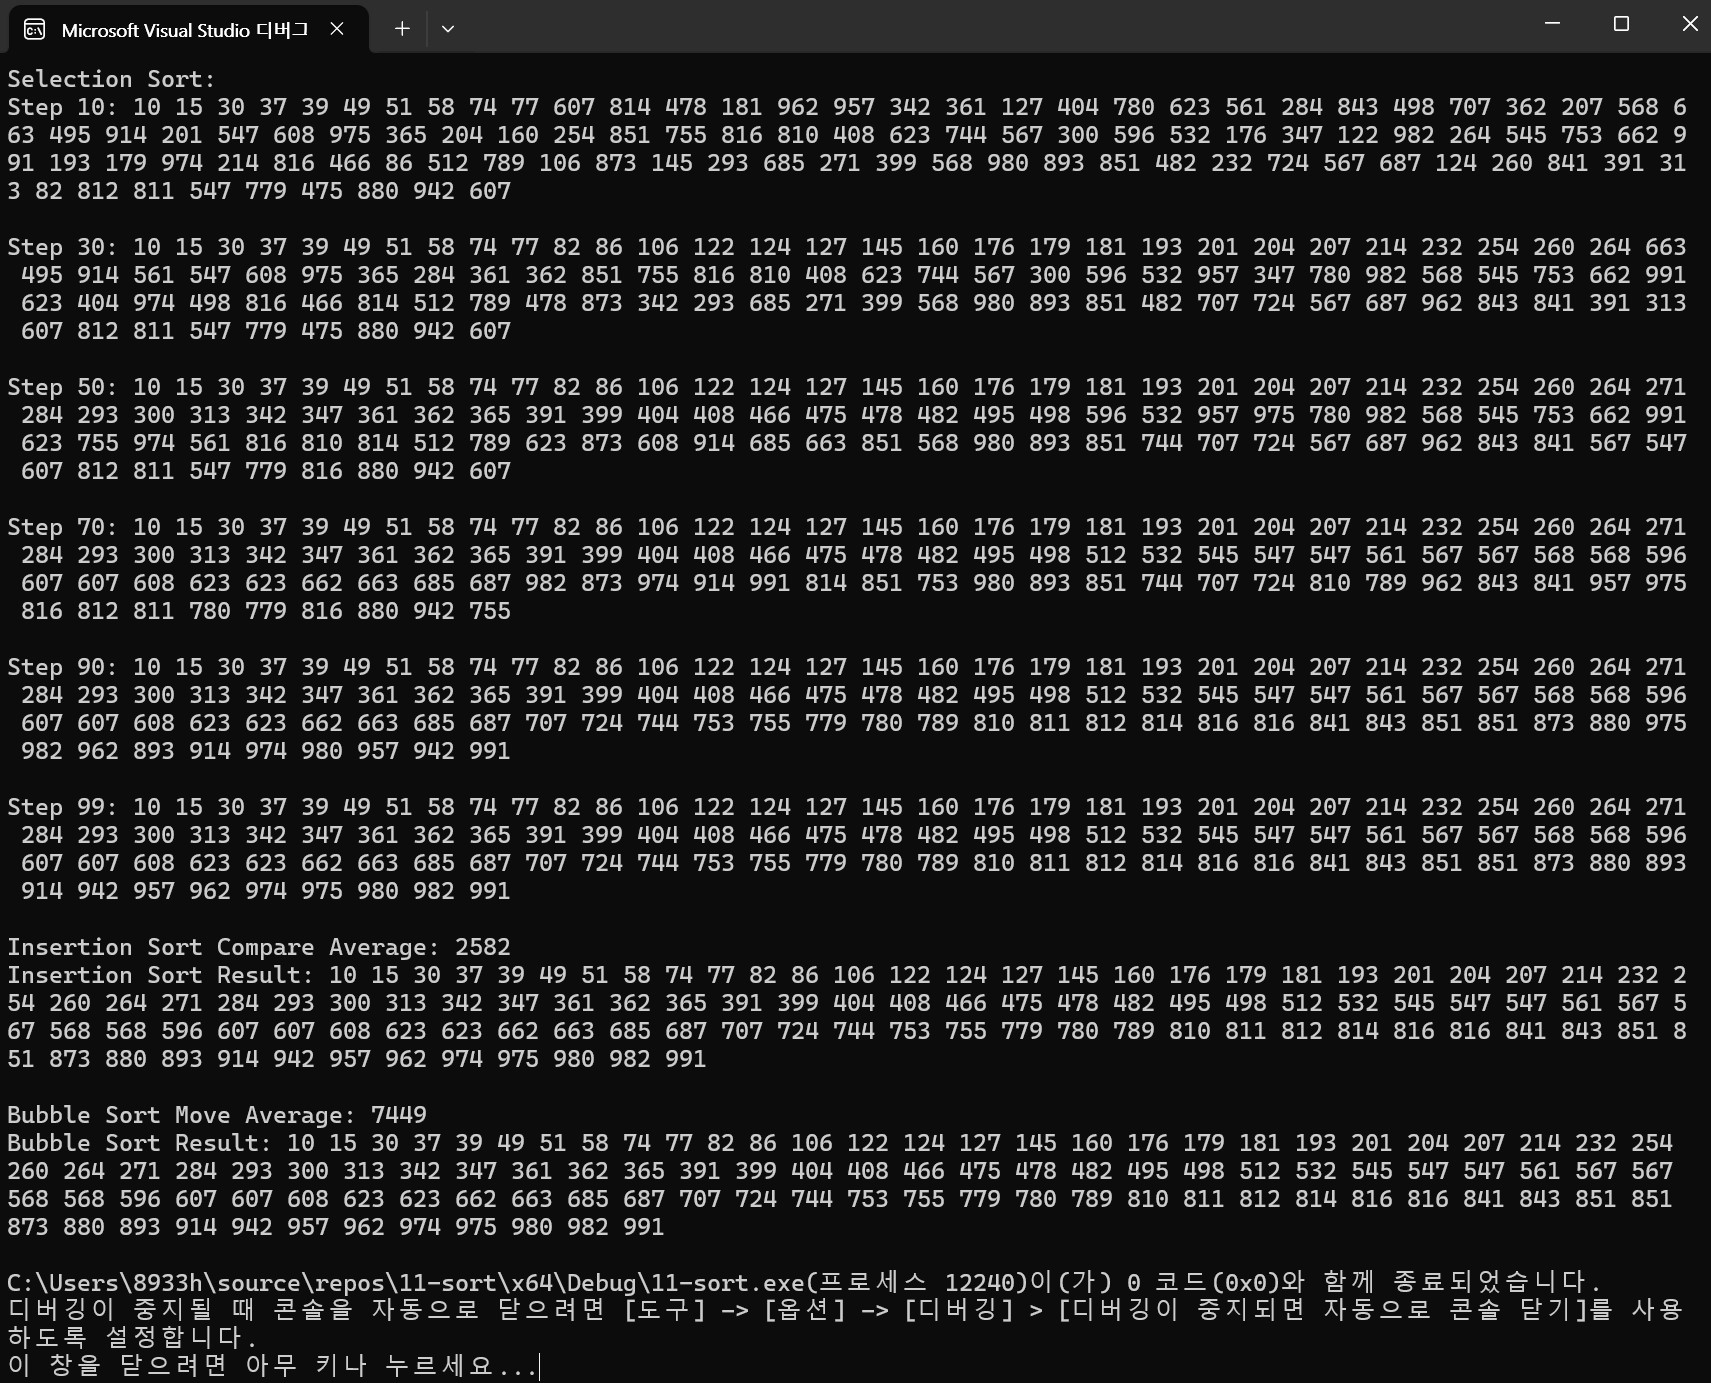 Microsoft Visual Studio 디버그
Selection Sort:
Step 10: 10 15 30 37 39 49 51 58 74 77 607 814 478 181 962 957 342 361 127 404 780 623 561 284 843 498 707 362 207 568 6
63 495 914 201 547 608 975 365 204 160 254 851 755 816 810 408 623 744 567 300 596 532 176 347 122 982 264 545 753 662 9
91 193 179 974 214 816 466 86 512 789 106 873 145 293 685 271 399 568 980 893 851 482 232 724 567 687 124 260 841 391 31
3 82 812 811 547 779 475 880 942 607
Step 30: 10 15 30 37 39 49 51 58 74 77 82 86 106 122 124 127 145 160 176 179 181 193 201 204 207 214 232 254 260 264 663
495 914 561 547 608 975 365 284 361 362 851 755 816 810 408 623 744 567 300 596 532 957 347 780 982 568 545 753 662 991
623 404 974 498 816 466 814 512 789 478 873 342 293 685 271 399 568 980 893 851 482 707 724 567 687 962 843 841 391 313
607 812 811 547 779 475 880 942 607
Step 50: 10 15 30 37 39 49 51 58 74 77 82 86 106 122 124 127 145 160 176 179 181 193 201 204 207 214 232 254 260 264 271
284 293 300 313 342 347 361 362 365 391 399 404 408 466 475 478 482 495 498 596 532 957 975 780 982 568 545 753 662 991
623 755 974 561 816 810 814 512 789 623 873 608 914 685 663 851 568 980 893 851 744 707 724 567 687 962 843 841 567 547
607 812 811 547 779 816 880 942 607
Step 70: 10 15 30 37 39 49 51 58 74 77 82 86 106 122 124 127 145 160 176 179 181 193 201 204 207 214 232 254 260 264 271
284 293 300 313 342 347 361 362 365 391 399 404 408 466 475 478 482 495 498 512 532 545 547 547 561 567 567 568 568 596
607 607 608 623 623 662 663 685 687 982 873 974 914 991 814 851 753 980 893 851 744 707 724 810 789 962 843 841 957 975
816 812 811 780 779 816 880 942 755
Step 90: 10 15 30 37 39 49 51 58 74 77 82 86 106 122 124 127 145 160 176 179 181 193 201 204 207 214 232 254 260 264 271
284 293 300 313 342 347 361 362 365 391 399 404 408 466 475 478 482 495 498 512 532 545 547 547 561 567 567 568 568 596
607 607 608 623 623 662 663 685 687 707 724 744 753 755 779 780 789 810 811 812 814 816 816 841 843 851 851 873 880 975
982 962 893 914 974 980 957 942 991
Step 99: 10 15 30 37 39 49 51 58 74 77 82 86 106 122 124 127 145 160 176 179 181 193 201 204 207 214 232 254 260 264 271
284 293 300 313 342 347 361 362 365 391 399 404 408 466 475 478 482 495 498 512 532 545 547 547 561 567 567 568 568 596
607 607 608 623 623 662 663 685 687 707 724 744 753 755 779 780 789 810 811 812 814 816 816 841 843 851 851 873 880 893
914 942 957 962 974 975 980 982 991
Insertion Sort Compare Average: 2582
Insertion Sort Result: 10 15 30 37 39 49 51 58 74 77 82 86 106 122 124 127 145 160 176 179 181 193 201 204 207 214 232 2
54 260 264 271 284 293 300 313 342 347 361 362 365 391 399 404 408 466 475 478 482 495 498 512 532 545 547 547 561 567 5
67 568 568 596 607 607 608 623 623 662 663 685 687 707 724 744 753 755 779 780 789 810 811 812 814 816 816 841 843 851 8
51 873 880 893 914 942 957 962 974 975 980 982 991
Bubble Sort Move Average: 7449
Bubble Sort Result: 10 15 30 37 39 49 51 58 74 77 82 86 106 122 124 127 145 160 176 179 181 193 201 204 207 214 232 254
260 264 271 284 293 300 313 342 347 361 362 365 391 399 404 408 466 475 478 482 495 498 512 532 545 547 547 561 567 567
568 568 596 607 607 608 623 623 662 663 685 687 707 724 744 753 755 779 780 789 810 811 812 814 816 816 841 843 851 851
873 880 893 914 942 957 962 974 975 980 982 991
C:\Users\8933h\source\repos\11-sort\x64\Debug\11-sort.exe(프로세스 12240)이(가) 0 코드(0x0)와 함께 종료되었습니다.
디버깅이 중지될 때 콘솔을 자동으로 닫으려면 [도구] -> [옵션] -> [디버깅] > [디버깅이 중지되면 자동으로 콘솔 닫기]를 사용
하도록 설정합니다.
이 창을 닫으려면 아무 키나 누르세요...